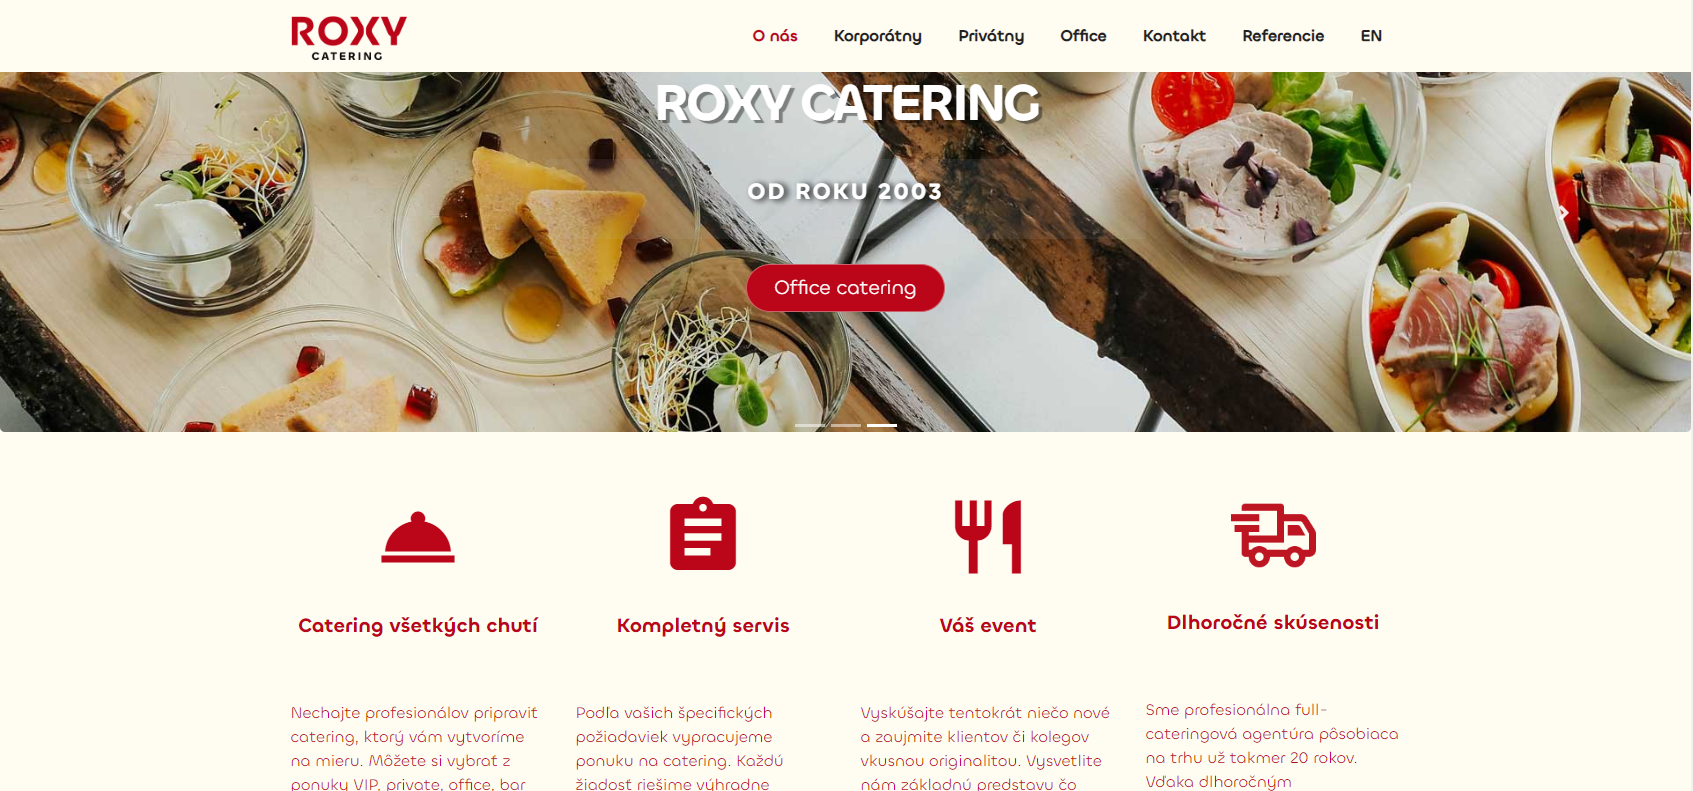 ROXY
CATERING
O nás
Korporátny
Privátny
Office
Kontakt
Referencie
EN
ROXY CATERING
OD ROKU 2003
Office catering
Catering všetkých chutí
Kompletný servis
Váš event
Dlhoročné skúsenosti
Nechajte profesionálov pripraviť
catering, ktorý vám vytvoríme
na mieru. Môžete si vybrať z
ponuky VIP, private, office, bar
Podľa vašich špecifických
požiadaviek vypracujeme
ponuku na catering. Každú
žiadosť riešime výhradne
Vyskúšajte tentokrát niečo nové
a zaujmite klientov či kolegov
vkusnou originalitou. Vysvetlite
nám základnú predstavu čo
Sme profesionálna full-
cateringová agentúra pôsobiaca
na trhu už takmer 20 rokov.
Vďaka dlhoročným